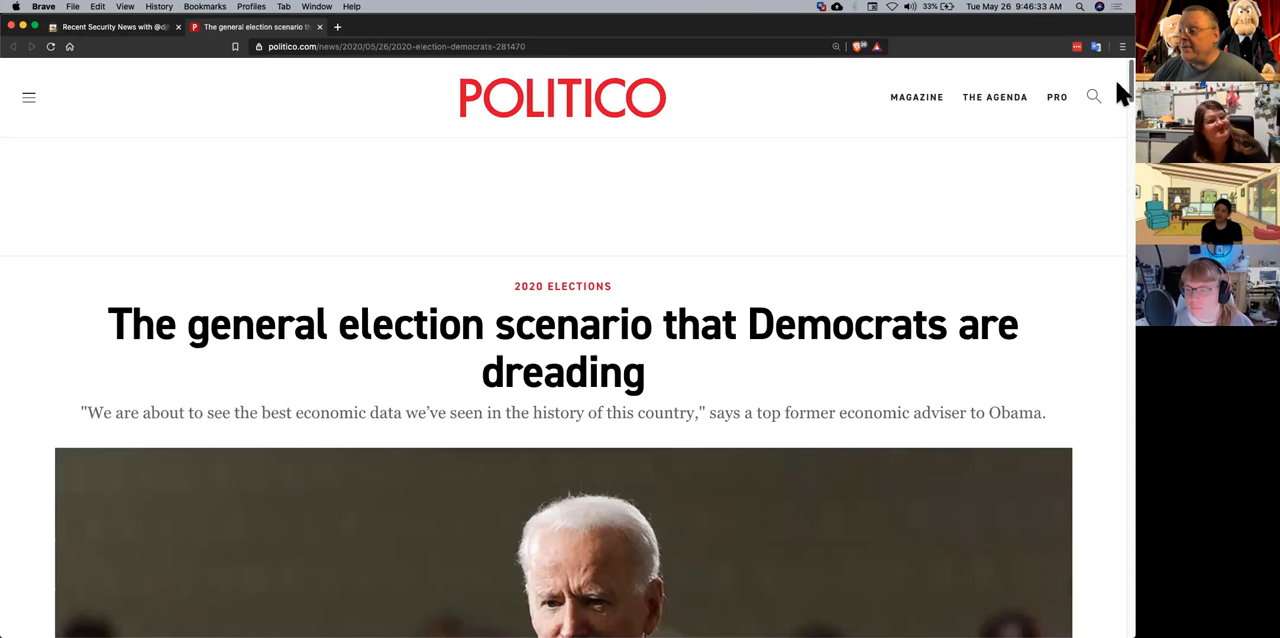 Brave File Edit View History Bookmarks Profiles Tab Window Help 33% Tue May 26 9:46:33 AM
Recent Security News with @dj The general election scenario th
politico.com/news/2020/05/26/2020-election-democrats-281470
POLITICO
MAGAZINE THE AGENDA PRO
2020 ELECTIONS
The general election scenario that Democrats are
dreading
"We are about to see the best economic data we've seen in the history of this country," says a top former economic adviser to Obama.